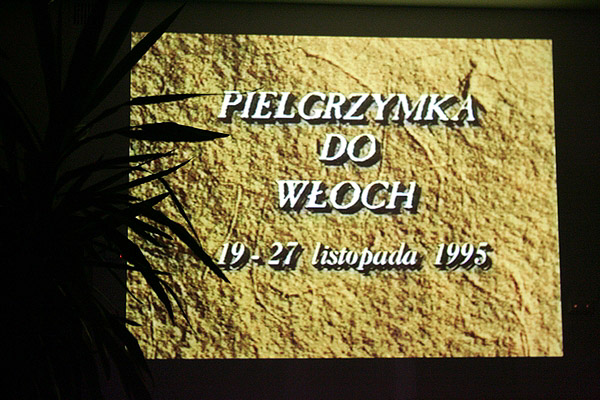 PIELGRZYMKA
DO
WŁOCH
19 - 27 listopada 1995